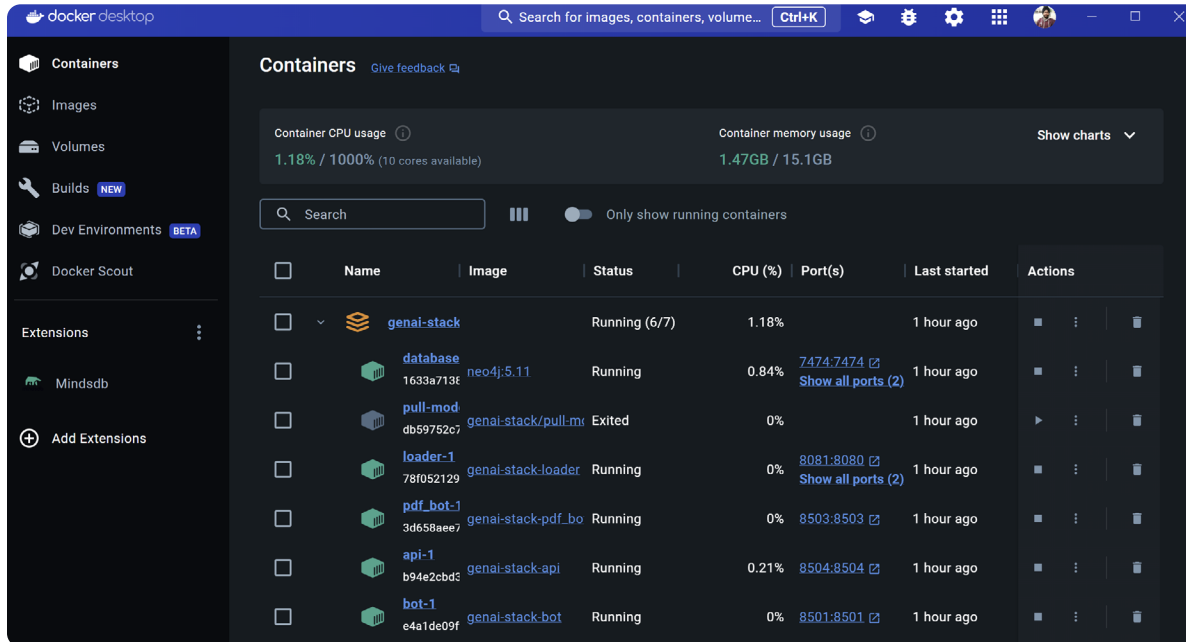 docker desktop
Search for images, containers, volume... Ctrl+K
Containers
Images
Volumes
Builds NEW
Dev Environments BETA
Docker Scout
Extensions
Mindsdb
Add Extensions
Containers Give feedback
Container CPU usage
1.18% / 1000% (10 cores available)
Container memory usage
1.47GB / 15.1GB
Show charts
Search
Only show running containers
Name Image Status CPU (%) Port(s) Last started Actions
genai-stack Running (6/7) 1.18% 1 hour ago
database
1633a7138
neo4j:5.11 Running 0.84%
7474:7474
Show all ports (2)
1 hour ago
pull-mod
db59752c7
genai-stack/pull-mo Exited 0% 1 hour ago
loader-1
78f052129
genai-stack-loader Running 0%
8081:8080
Show all ports (2)
1 hour ago
pdf_bot-1
3d658aee7
genai-stack-pdf_bo Running 0% 8503:8503 1 hour ago
api-1
b94e2cbd3
genai-stack-api Running 0.21% 8504:8504 1 hour ago
bot-1
e4a1de09f
genai-stack-bot Running 0% 8501:8501 1 hour ago